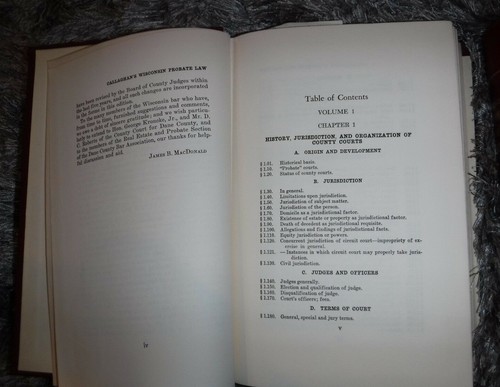 CALLAGHAN'S WISCONSIN PROBATE LAW
have been revised by the Board of County Judges within
the last five years, and all such changes are incorporated
in the forms in this edition.
To the many members of the Wisconsin bar who have,
from time to time, furnished suggestions and comments,
we owe a debt of sincere gratitude; and we wish particu-
larly to extend to Hon. George Kroncke, Jr., and Mr. D.
C. Roberts of the County Court for Dane County, and
to the members of the Real Estate and Probate Section
of the Dane County Bar Association, our thanks for help-
ful discussion and aid.
JAMES B. MACDONALD
iv
Table of Contents
VOLUME 1
CHAPTER 1
HISTORY, JURISDICTION, AND ORGANIZATION OF
COUNTY COURTS
A. ORIGIN AND DEVELOPMENT
Historical basis.
"Probate" courts.
Status of county courts.
B. JURISDICTION
§ 1.30. In general.
§ 1.40. Limitations upon jurisdiction.
§ 1.50. Jurisdiction of subject matter.
§ 1.60. Jurisdiction of the person.
§ 1.70. Domicile as a jurisdictional factor.
§ 1.80. Existence of estate or property as jurisdictional factor.
§ 1.90. Death of decedent as jurisdictional requisite.
§ 1.100. Allegations and findings of jurisdictional facts.
§ 1.110. Equity jurisdiction or powers.
§ 1.120. Concurrent jurisdiction of circuit court—impropriety of ex-
ercise in general.
§ 1.121. —Instances in which circuit court may properly take juris-
diction.
§ 1.130. Civil jurisdiction.
C. JUDGES AND OFFICERS
§ 1.140. Judges generally.
§ 1.150. Election and qualification of judge.
§ 1.160. Disqualification of judge.
§ 1.170. Court's officers; fees.
D. TERMS OF COURT
§ 1.180. General, special and jury terms.
v